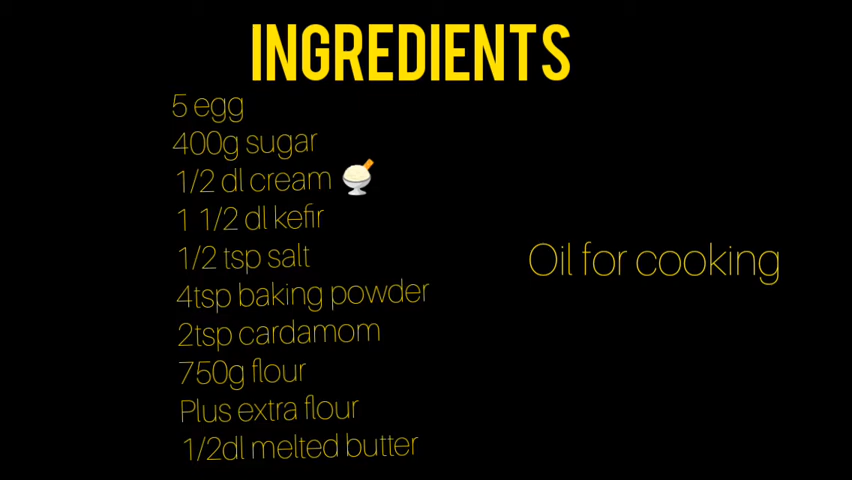 INGREDIENTS
5 egg
400g sugar
1/2 dl cream 🍨
1 1/2 dl kefir
1/2 tsp salt
4tsp baking powder
2tsp cardamom
750g flour
Plus extra flour
1/2dl melted butter
Oil for cooking